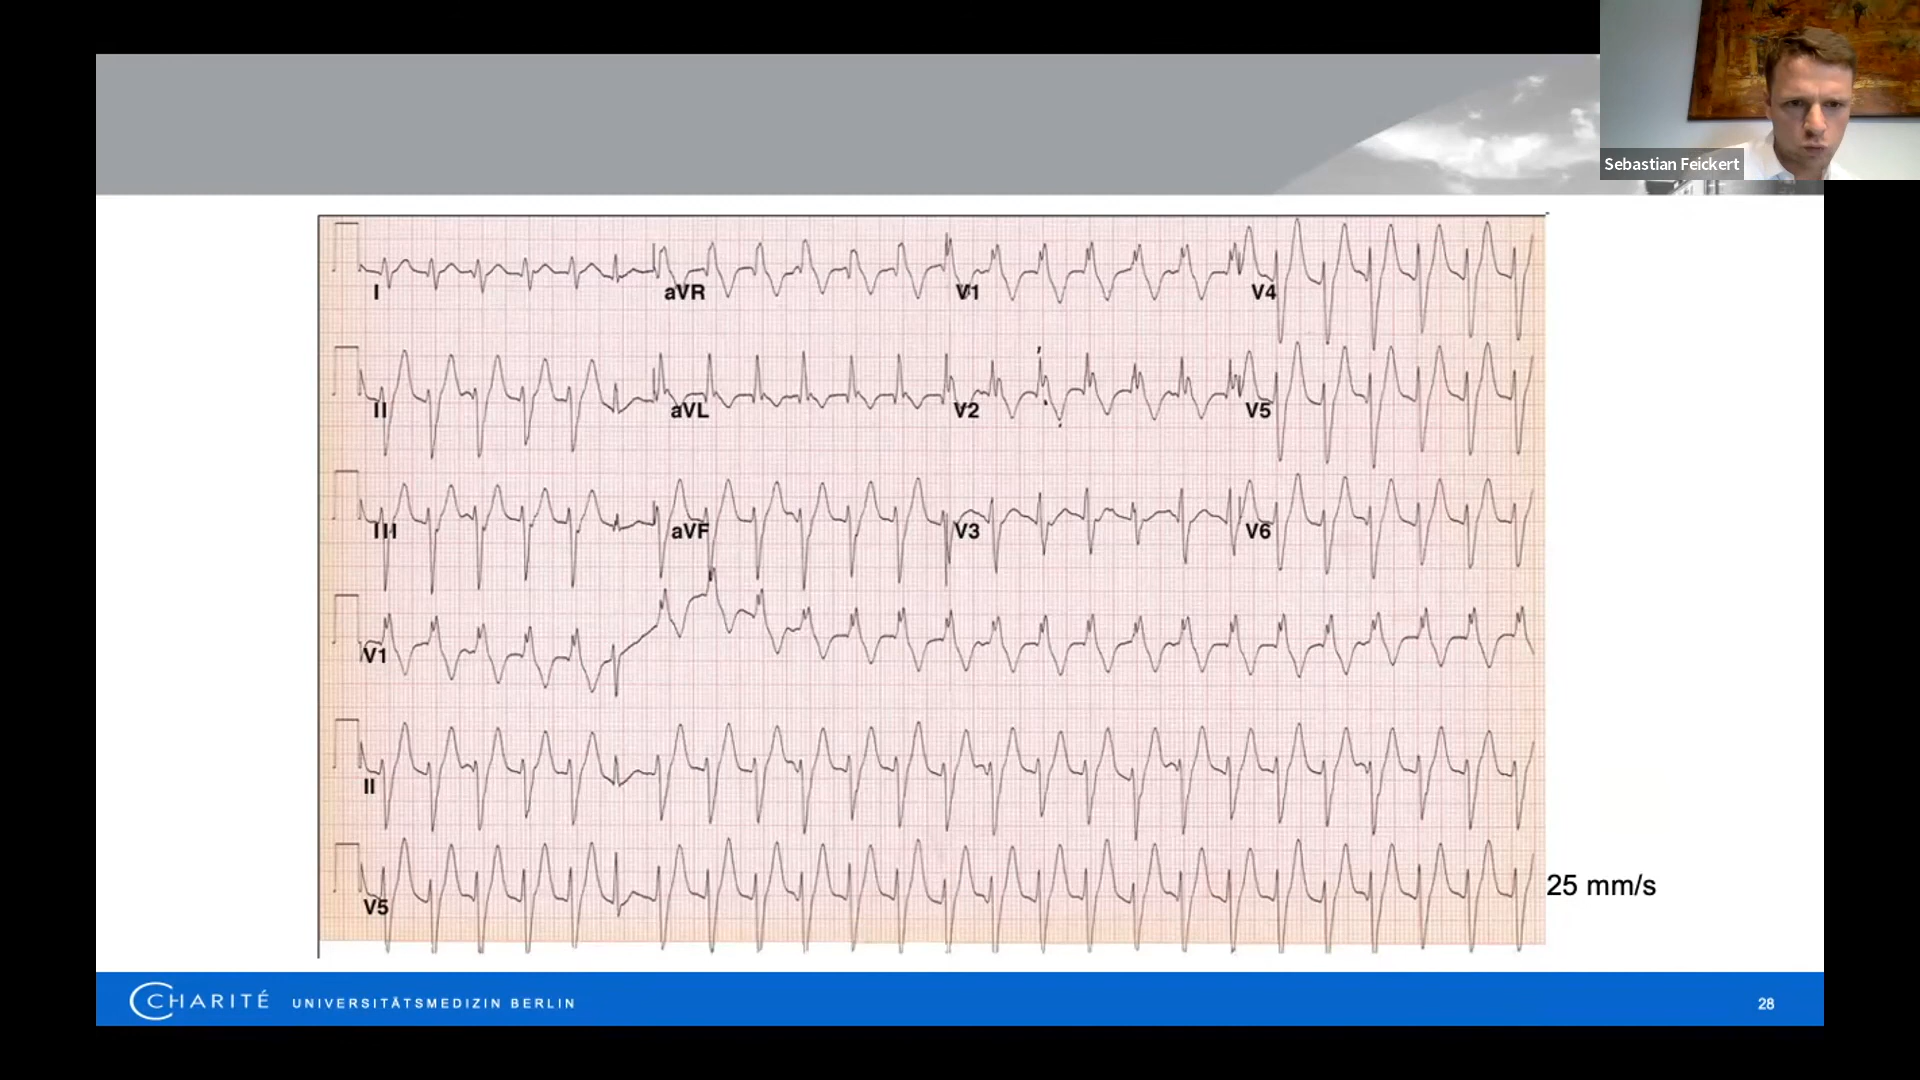 Sebastian Feickert
I
aVR
V1
V4
II
aVL
V2
V5
III
aVF
V3
V6
V1
II
V5
25 mm/s
CHARITÉ UNIVERSITÄTSMEDIZIN BERLIN
28